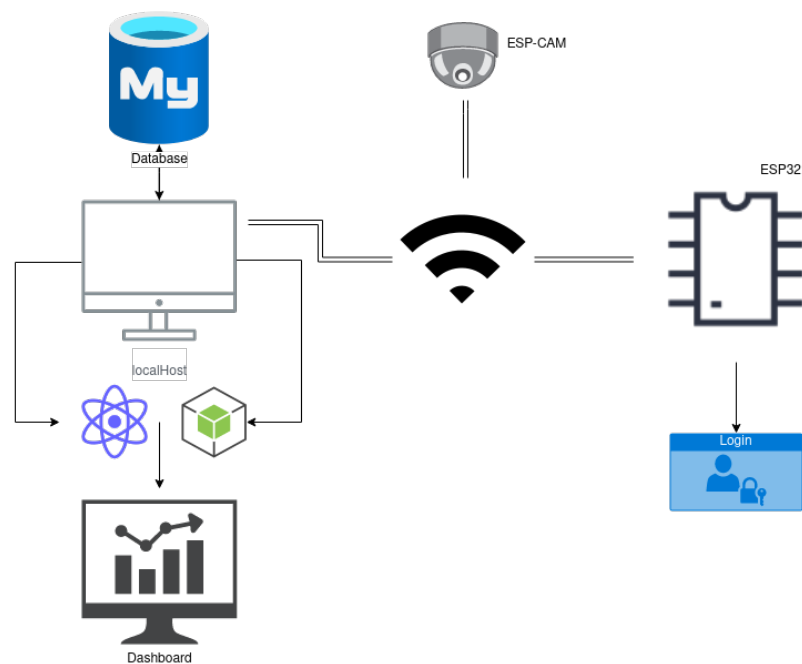 My
ESP-CAM
Database
ESP32
localHost
Login
Dashboard